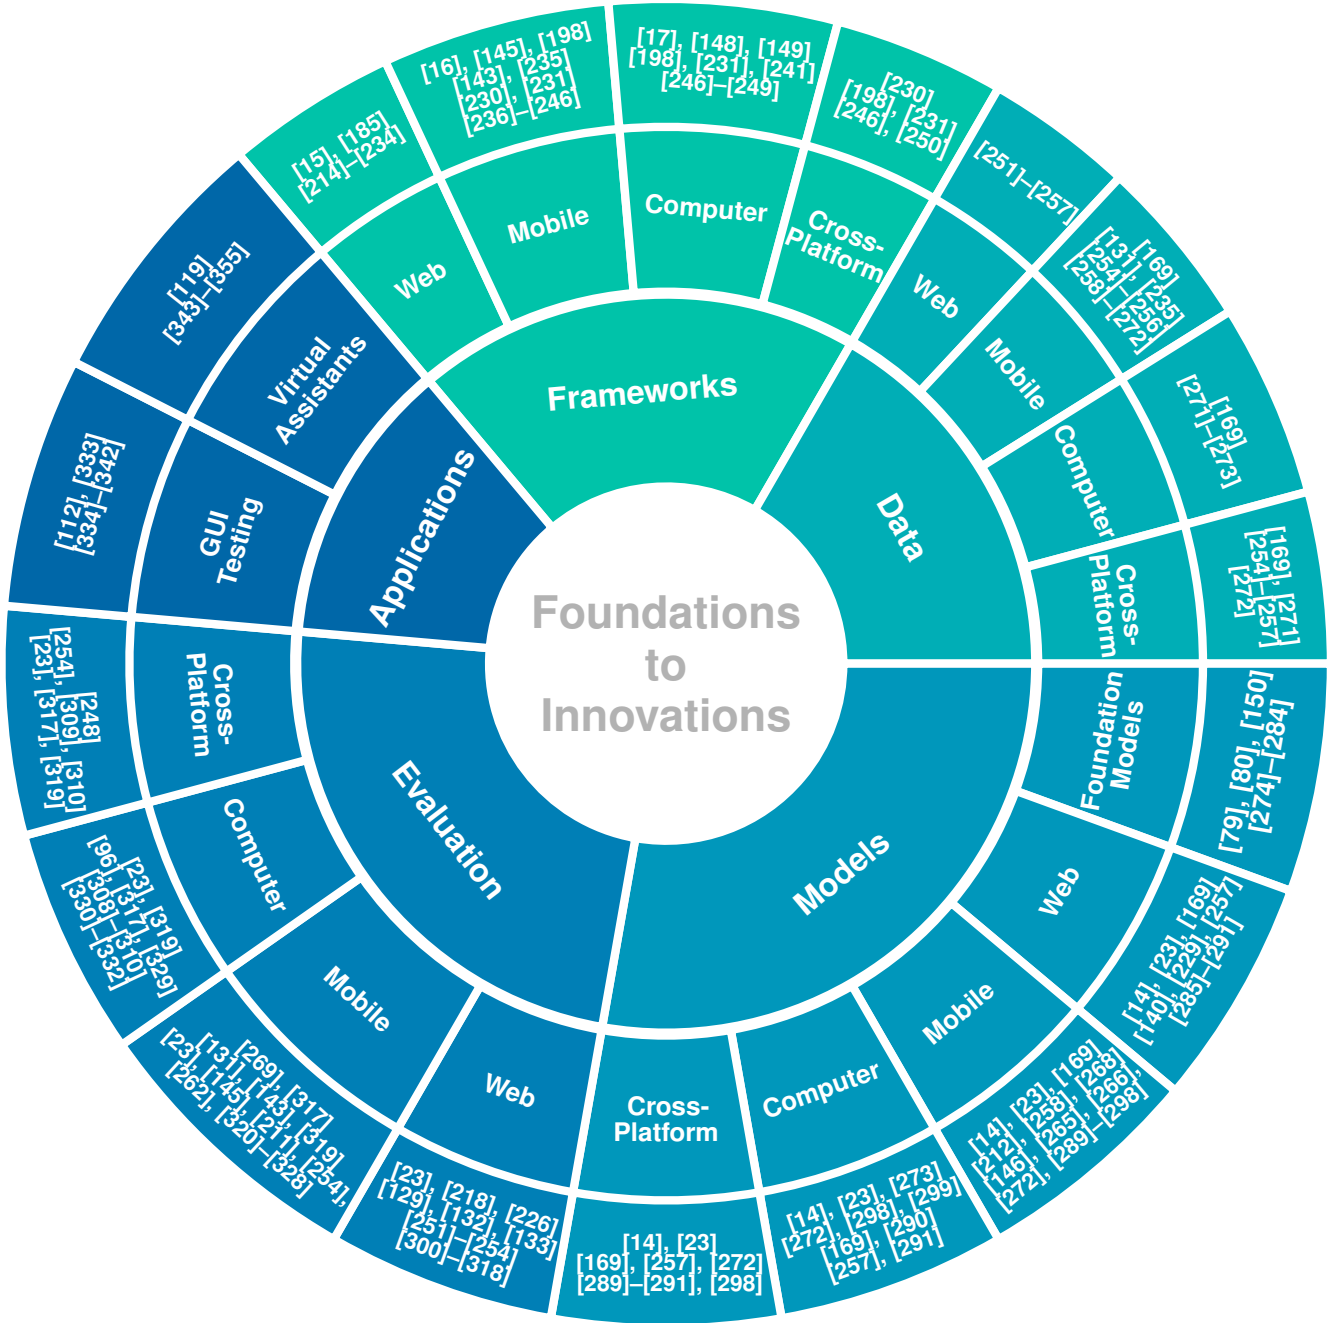 Foundations
to
Innovations
Frameworks
Web
[15], [185]
[214]–[234]
Mobile
[16], [145], [198]
[143], [235]
[230], [231]
[236]–[246]
Computer
[17], [148], [149]
[198], [231], [241]
[246]–[249]
Cross-
Platform
[230]
[198], [231]
[246], [250]
Data
Web
[251]–[257]
Mobile
[169]
[131], [235]
[254]–[256]
[258]–[272]
Computer
[169]
[271]–[273]
Cross-
Platform
[169], [271]
[254]–[257]
[272]
Models
Foundation
Models
[79], [80], [150]
[274]–[284]
Web
[14], [23], [169]
[140], [229], [257]
[285]–[291]
Mobile
[14], [23], [169]
[212], [258], [268]
[146], [265], [266],
[272], [289]–[298]
Computer
[14], [23], [273]
[272], [298], [299]
[169], [290]
[257], [291]
Cross-
Platform
[14], [23]
[169], [257], [272]
[289]–[291], [298]
Evaluation
Web
[23], [218], [226]
[129], [132], [133]
[251]–[254]
[300]–[318]
Mobile
[269], [317]
[131], [143], [319]
[23], [145], [211], [254],
[262], [320]–[328]
Computer
[23], [319]
[96], [317], [329]
[308]–[310]
[330]–[332]
Cross-
Platform
[248]
[254], [309], [310]
[23], [317], [319]
Applications
GUI
Testing
[112], [333]
[334]–[342]
Virtual
Assistants
[119]
[343]–[355]